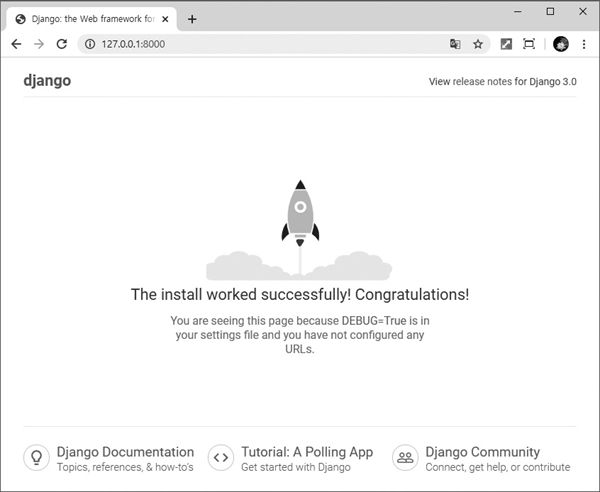 Django: the Web framework for
127.0.0.1:8000
django
View release notes for Django 3.0
The install worked successfully! Congratulations!
You are seeing this page because DEBUG=True is in
your settings file and you have not configured any
URLs.
Django Documentation
Topics, references, & how-to's
Tutorial: A Polling App
Get started with Django
Django Community
Connect, get help, or contribute